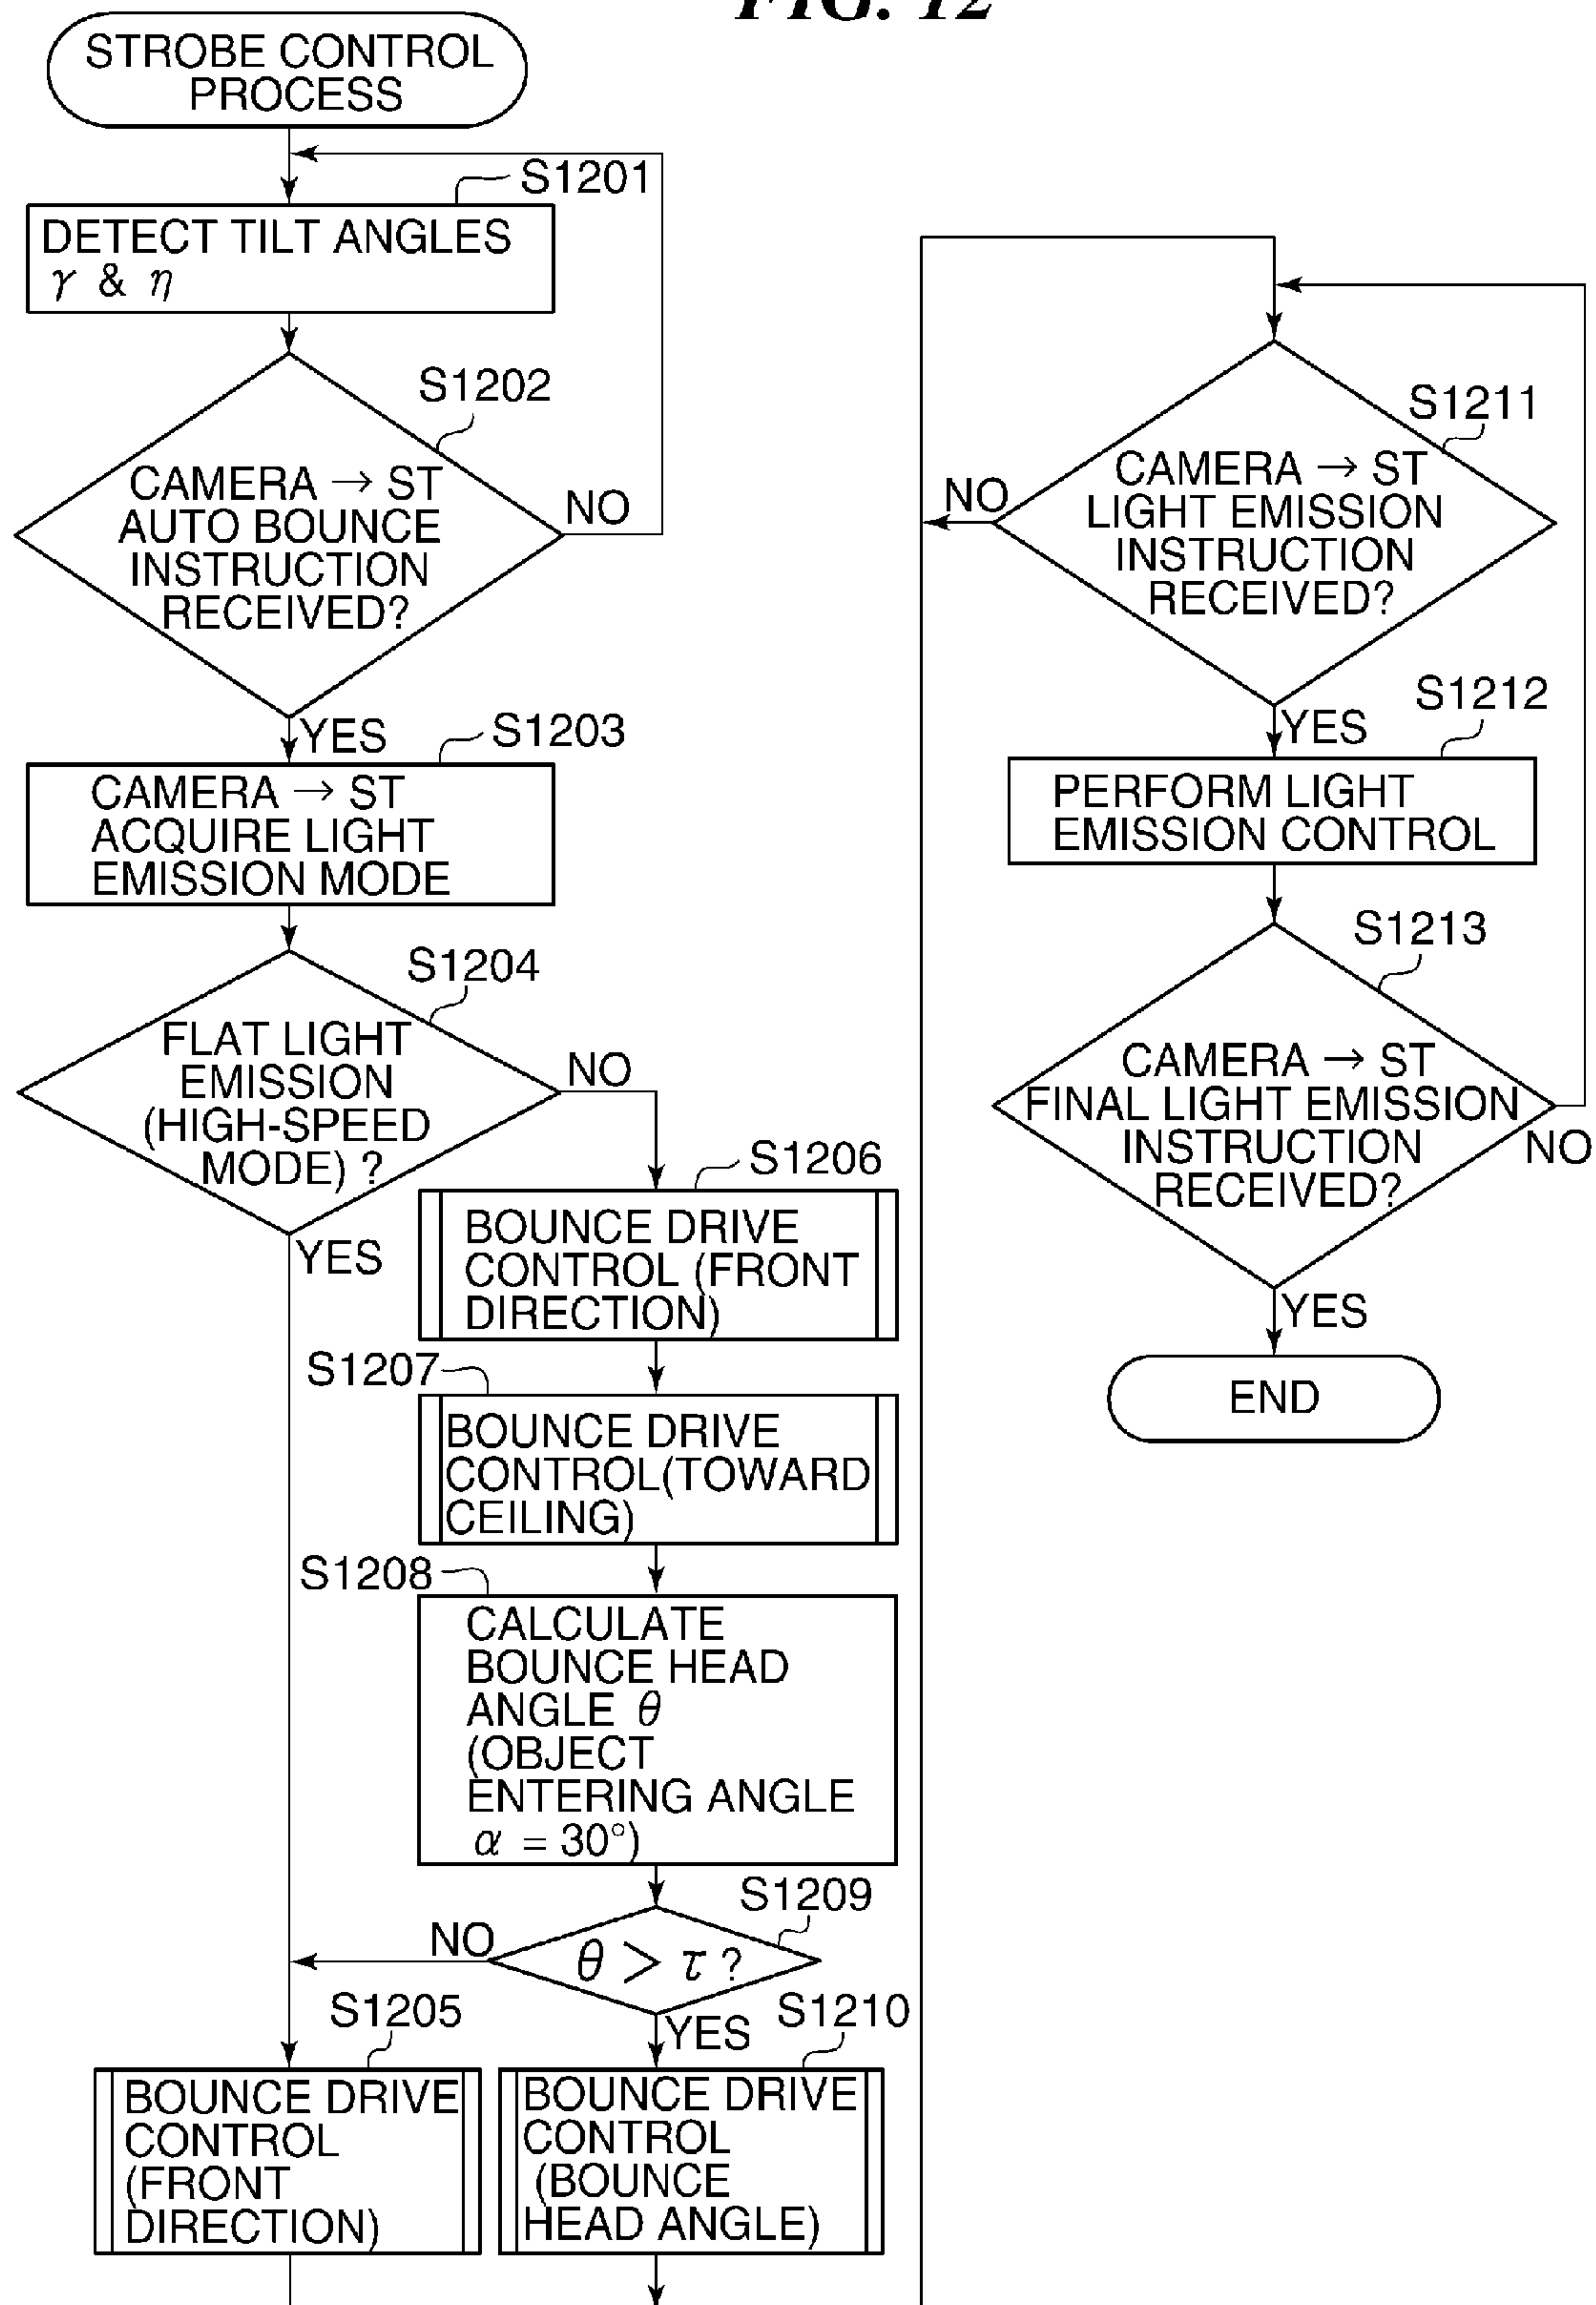 FIG. 12
STROBE CONTROL
PROCESS
S1201
DETECT TILT ANGLES
γ & η
S1202
CAMERA → ST
AUTO BOUNCE
INSTRUCTION
RECEIVED?
NO
YES
S1203
CAMERA → ST
ACQUIRE LIGHT
EMISSION MODE
S1204
FLAT LIGHT
EMISSION
(HIGH-SPEED
MODE) ?
NO
YES
S1206
BOUNCE DRIVE
CONTROL (FRONT
DIRECTION)
S1207
BOUNCE DRIVE
CONTROL(TOWARD
CEILING)
S1208
CALCULATE
BOUNCE HEAD
ANGLE θ
(OBJECT
ENTERING ANGLE
α = 30°)
S1209
θ > τ ?
NO
YES
S1205
BOUNCE DRIVE
CONTROL
(FRONT
DIRECTION)
S1210
BOUNCE DRIVE
CONTROL
(BOUNCE
HEAD ANGLE)
S1211
CAMERA → ST
LIGHT EMISSION
INSTRUCTION
RECEIVED?
NO
YES
S1212
PERFORM LIGHT
EMISSION CONTROL
S1213
CAMERA → ST
FINAL LIGHT EMISSION
INSTRUCTION
RECEIVED?
NO
YES
END